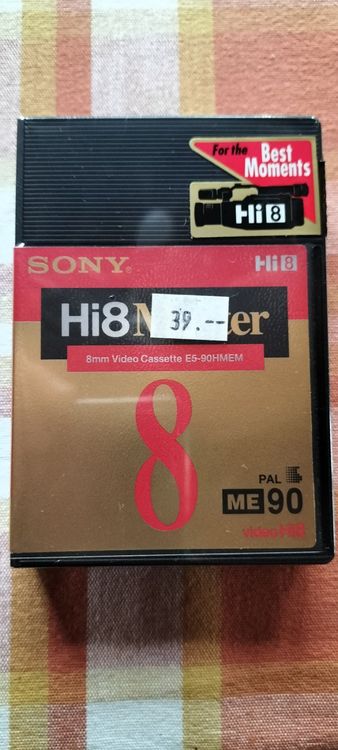 For the
Best
Moments
Hi8
SONY®
Hi8
Hi8 M ter
39.--
8mm Video Cassette E5-90HMEM
8
PAL
ME 90
video Hi8